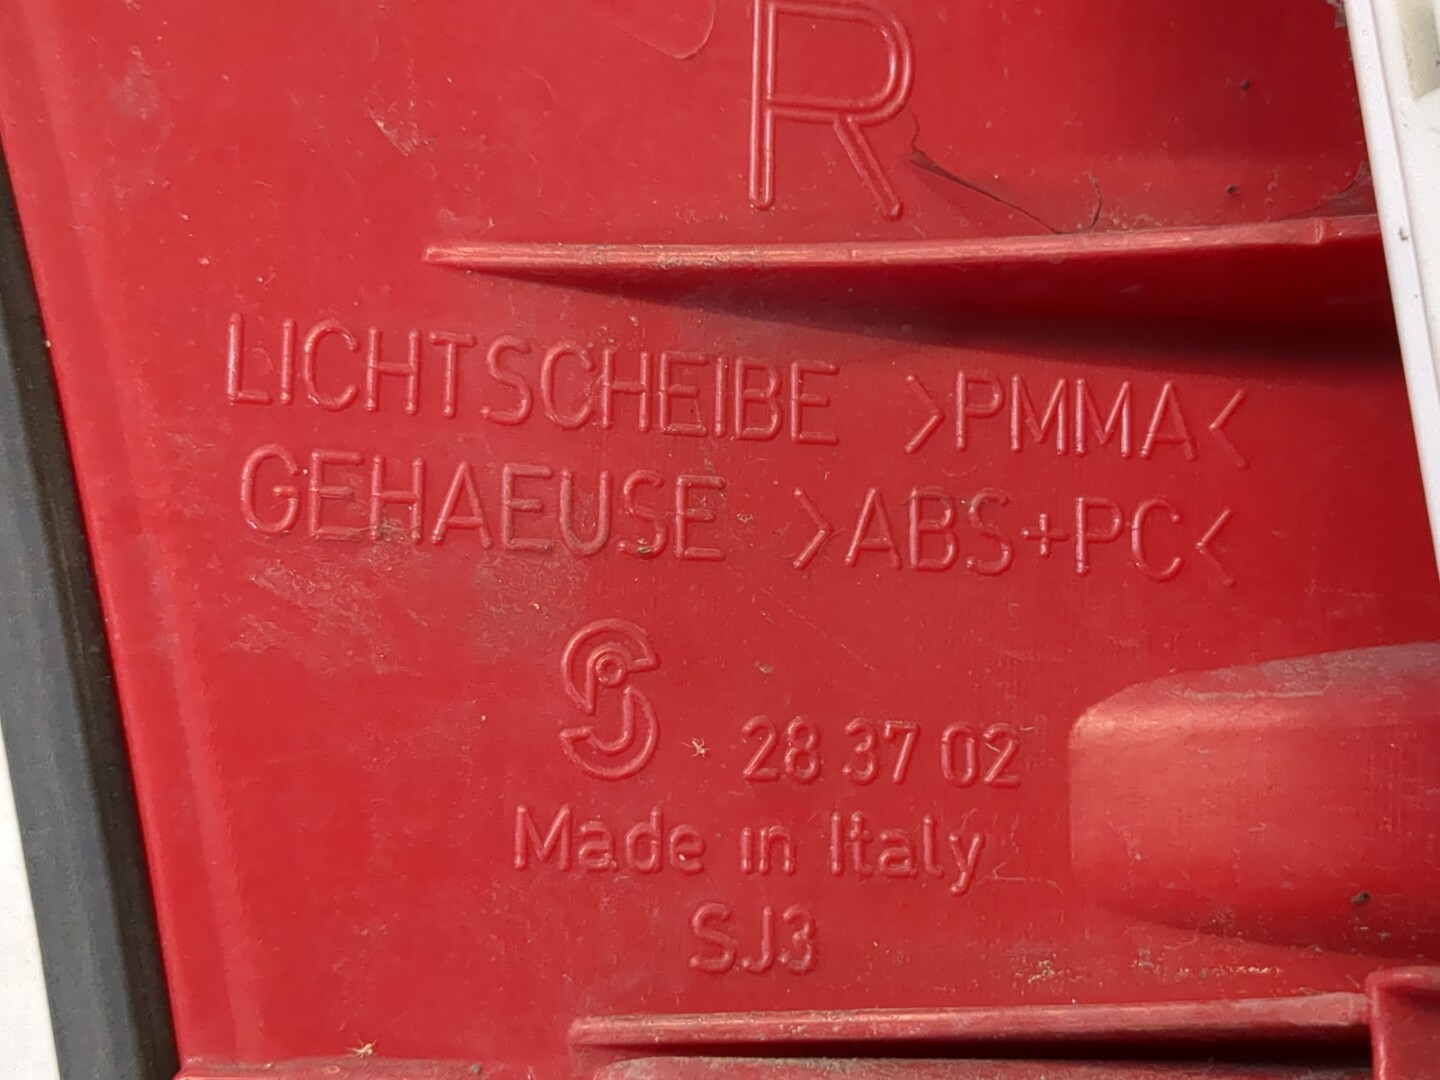 R
LICHTSCHEIBE >PMMA<
GEHAEUSE >ABS+PC<
28 37 02
Made in Italy
SJ3